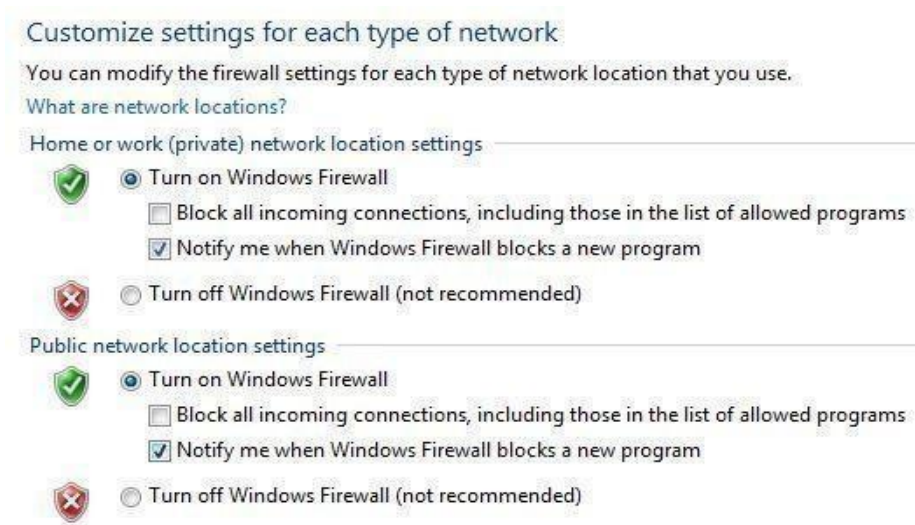 Customize settings for each type of network
You can modify the firewall settings for each type of network location that you use.
What are network locations?
Home or work (private) network location settings
Turn on Windows Firewall
Block all incoming connections, including those in the list of allowed programs
Notify me when Windows Firewall blocks a new program
Turn off Windows Firewall (not recommended)
Public network location settings
Turn on Windows Firewall
Block all incoming connections, including those in the list of allowed programs
Notify me when Windows Firewall blocks a new program
Turn off Windows Firewall (not recommended)